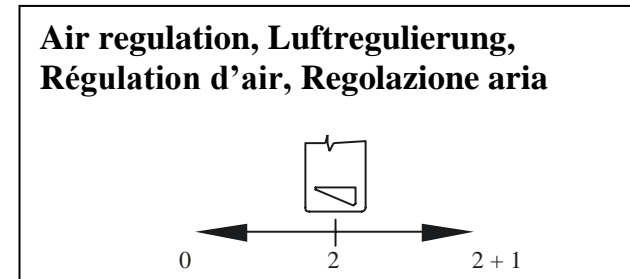 Air regulation, Luftregulierung,
Régulation d’air, Regolazione aria
0 2 2 + 1